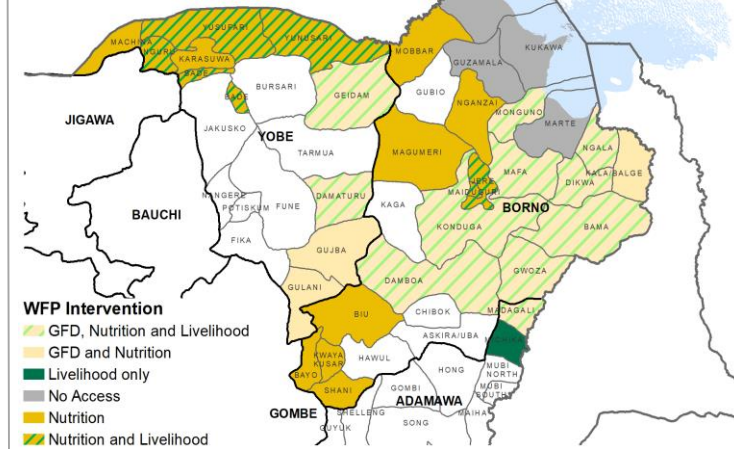 YUSUFARI
MACHINA
YUNUSARI
NGURU
MOBBAR
KARASUWA
KUKAWA
BADE
GUZAMALA
BURSARI
GEIDAM
GUBIO
NGANZAI
BADE
MONGUNO
JIGAWA
MARTE
JAKUSKO
YOBE
NGALA
TARMUA
MAGUMERI
MAFA
JERE
KALA/BALGE
DIKWA
MAIDUGURI
NANGERE
DAMATURU
KAGA
BORNO
POTISKUM
FUNE
BAUCHI
KONDUGA
BAMA
FIKA
GUJBA
GWOZA
DAMBOA
GULANI
WFP Intervention
GFD, Nutrition and Livelihood
GFD and Nutrition
Livelihood only
No Access
Nutrition
Nutrition and Livelihood
BIU
CHIBOK
MADAGALI
ASKIRA/UBA
MICHIKA
KWAYA
KUSAR
HAWUL
BAYO
MUBI
NORTH
HONG
SHANI
GOMBI
MUBI
SOUTH
GOMBE
SHELLENG
ADAMAWA
MAIHA
GUYUK
SONG